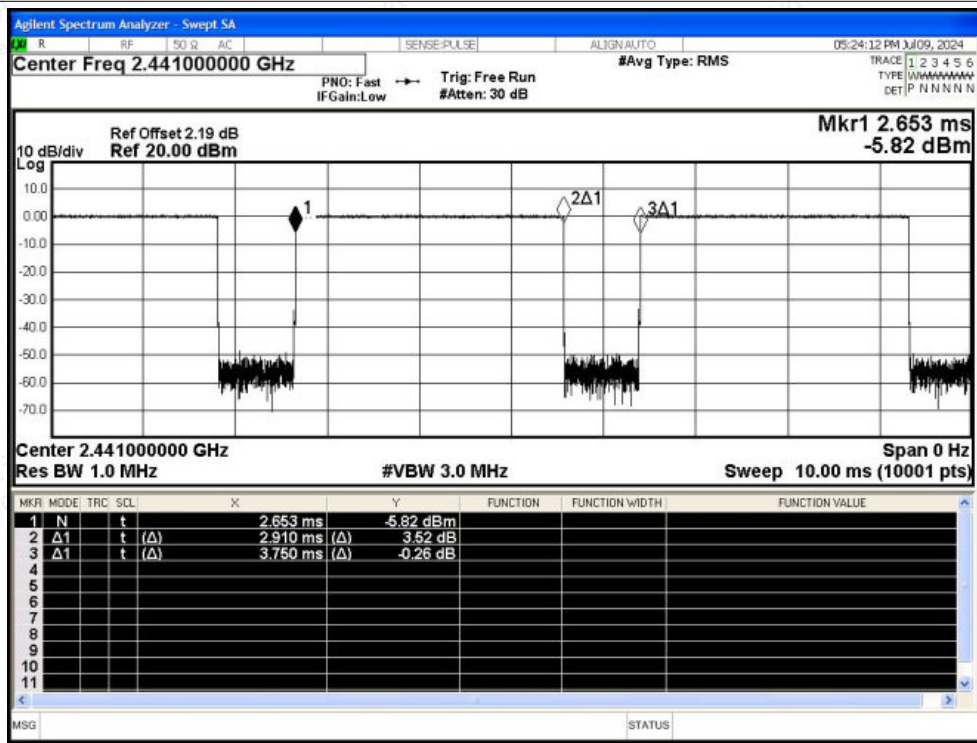 Agilent Spectrum Analyzer - Swept SA
LXI R RF 50 Ω AC SENSE:PULSE ALIGN AUTO 05:24:12 PM Jul 09, 2024
Center Freq 2.441000000 GHz
PNO: Fast
IFGain:Low
Trig: Free Run
#Atten: 30 dB
#Avg Type: RMS
TRACE 1 2 3 4 5 6
TYPE WWWWWW
DET P N N N N N
Mkr1 2.653 ms
-5.82 dBm
Ref Offset 2.19 dB
10 dB/div Ref 20.00 dBm
Log
10.0
0.00
-10.0
-20.0
-30.0
-40.0
-50.0
-60.0
-70.0
1
2Δ1
3Δ1
Center 2.441000000 GHz Span 0 Hz
Res BW 1.0 MHz #VBW 3.0 MHz Sweep 10.00 ms (10001 pts)
MKR MODE TRC SCL X Y FUNCTION FUNCTION WIDTH FUNCTION VALUE
1 N t 2.653 ms -5.82 dBm
2 Δ1 t (Δ) 2.910 ms (Δ) 3.52 dB
3 Δ1 t (Δ) 3.750 ms (Δ) -0.26 dB
4
5
6
7
8
9
10
11
MSG STATUS